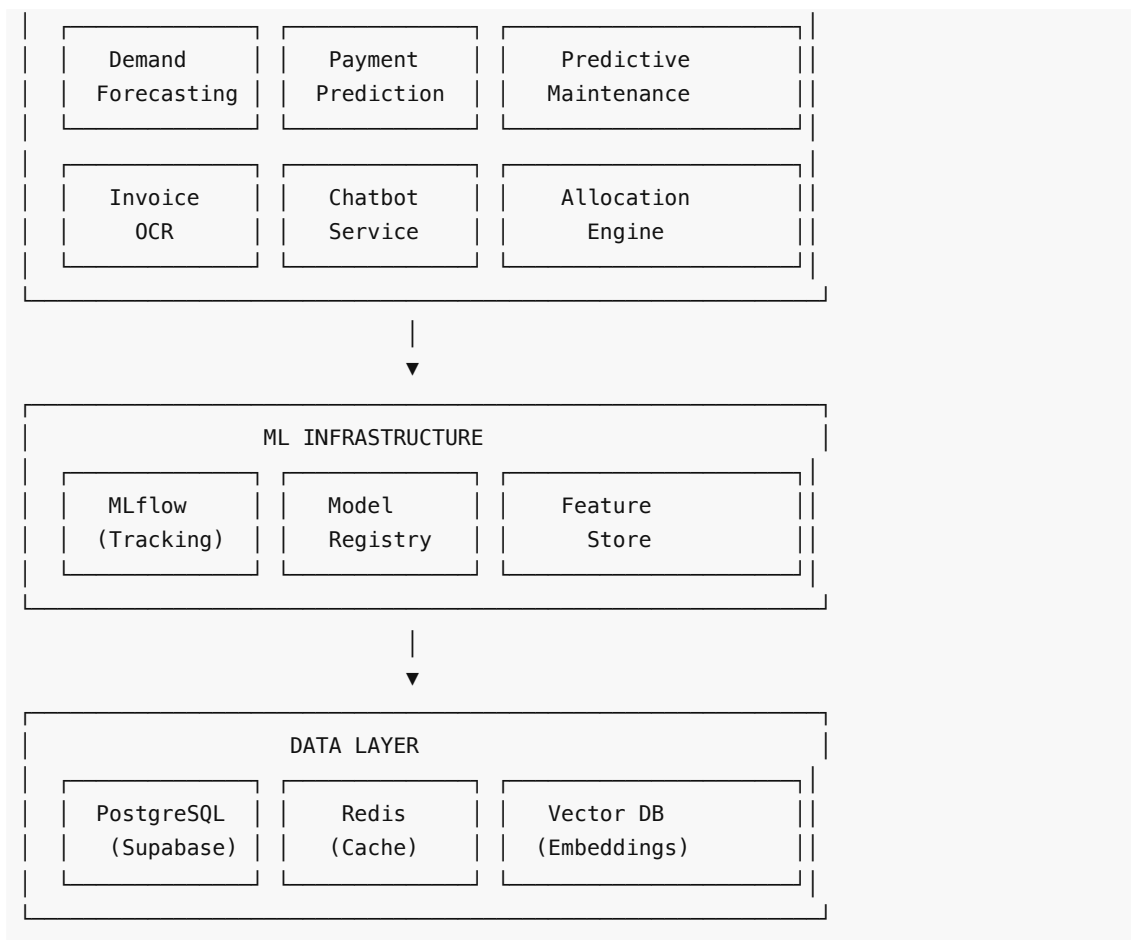 Demand Payment Predictive
Forecasting Prediction Maintenance
Invoice Chatbot Allocation
OCR Service Engine
ML INFRASTRUCTURE
MLflow Model Feature
(Tracking) Registry Store
DATA LAYER
PostgreSQL Redis Vector DB
(Supabase) (Cache) (Embeddings)